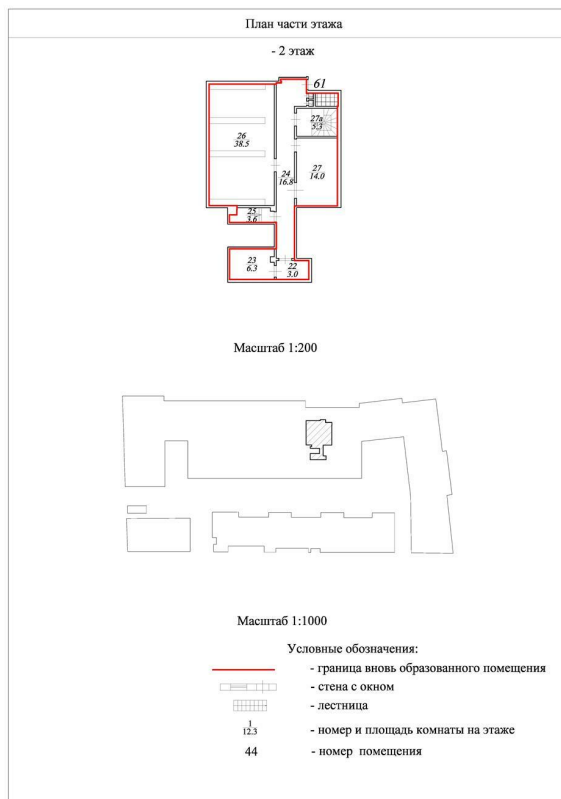 План части этажа
- 2 этаж
61
27а
5.3
26
38.5
24
16.8
27
14.0
25
3.6
23
6.3
22
3.0
Масштаб 1:200
Масштаб 1:1000
Условные обозначения:
- граница вновь образованного помещения
- стена с окном
- лестница
1
12.3
- номер и площадь комнаты на этаже
44
- номер помещения